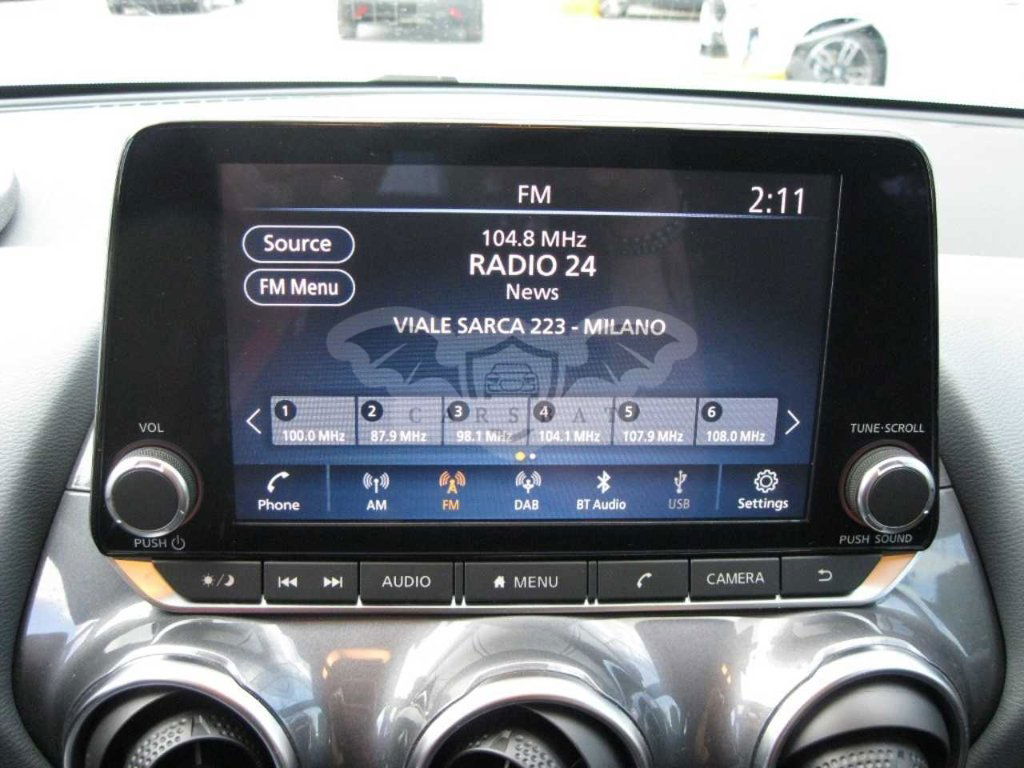 FM
2:11
Source
104.8 MHz
RADIO 24
FM Menu
News
VIALE SARCA 223 - MILANO
1 2 3 4 5 6
100.0 MHz 87.9 MHz 98.1 MHz 104.1 MHz 107.9 MHz 108.0 MHz
Phone AM FM DAB BT Audio USB Settings
VOL
TUNE·SCROLL
PUSH
PUSH SOUND
AUDIO MENU CAMERA